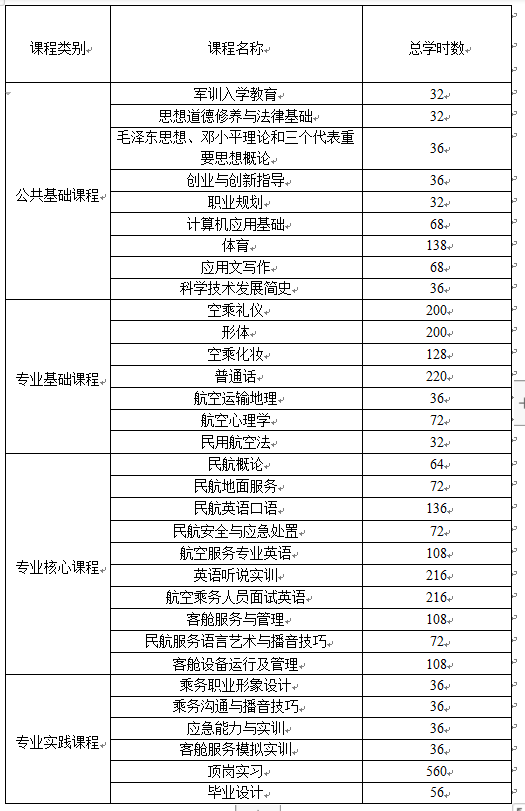 课程类别 课程名称 总学时数
军训入学教育 32
思想道德修养与法律基础 32
毛泽东思想、邓小平理论和三个代表重
要思想概论 36
创业与创新指导 36
公共基础课程 职业规划 32
计算机应用基础 68
体育 138
应用文写作 68
科学技术发展简史 36
空乘礼仪 200
形体 200
空乘化妆 128
专业基础课程 普通话 220
航空运输地理 36
航空心理学 72
民用航空法 32
民航概论 64
民航地面服务 72
民航英语口语 136
民航安全与应急处置 72
航空服务专业英语 108
专业核心课程 英语听说实训 216
航空乘务人员面试英语 216
客舱服务与管理 108
民航服务语言艺术与播音技巧 72
客舱设备运行及管理 108
乘务职业形象设计 36
乘务沟通与播音技巧 36
应急能力与实训 36
专业实践课程 客舱服务模拟实训 36
顶岗实习 560
毕业设计 56